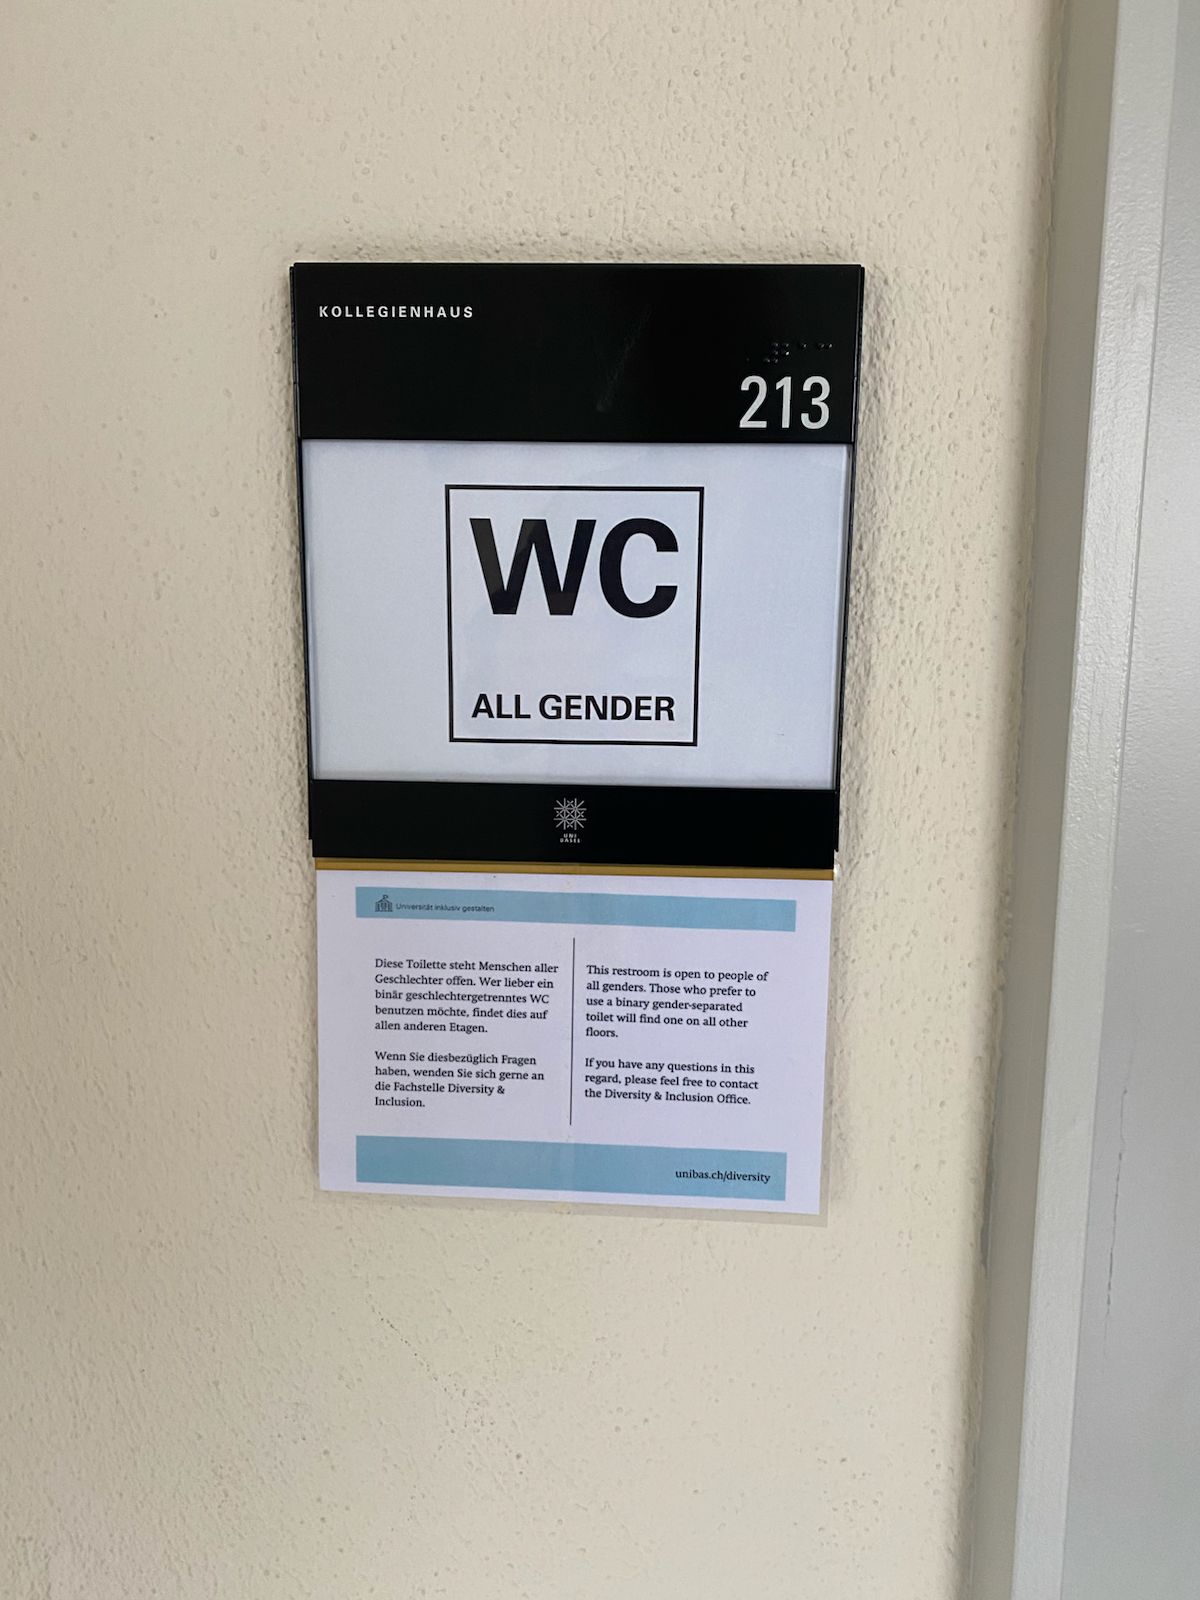 KOLLEGIENHAUS
213
WC
ALL GENDER
UNI
BASEL
Universität inklusiv gestalten
Diese Toilette steht Menschen aller
Geschlechter offen. Wer lieber ein
binär geschlechtergetrenntes WC
benutzen möchte, findet dies auf
allen anderen Etagen.
Wenn Sie diesbezüglich Fragen
haben, wenden Sie sich gerne an
die Fachstelle Diversity &
Inclusion.
This restroom is open to people of
all genders. Those who prefer to
use a binary gender-separated
toilet will find one on all other
floors.
If you have any questions in this
regard, please feel free to contact
the Diversity & Inclusion Office.
unibas.ch/diversity